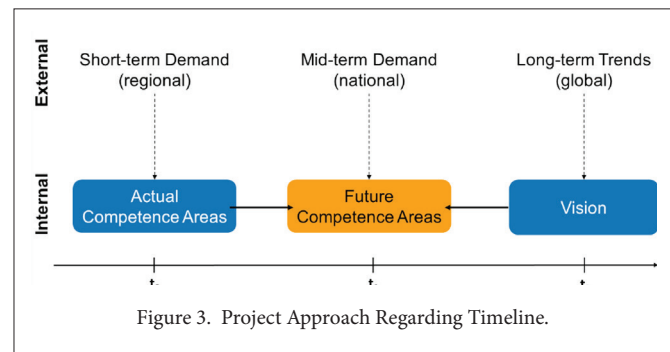 External
Short-term Demand
(regional)
Mid-term Demand
(national)
Long-term Trends
(global)
Internal
Actual
Competence Areas
Future
Competence Areas
Vision
t
t
t
Figure 3. Project Approach Regarding Timeline.